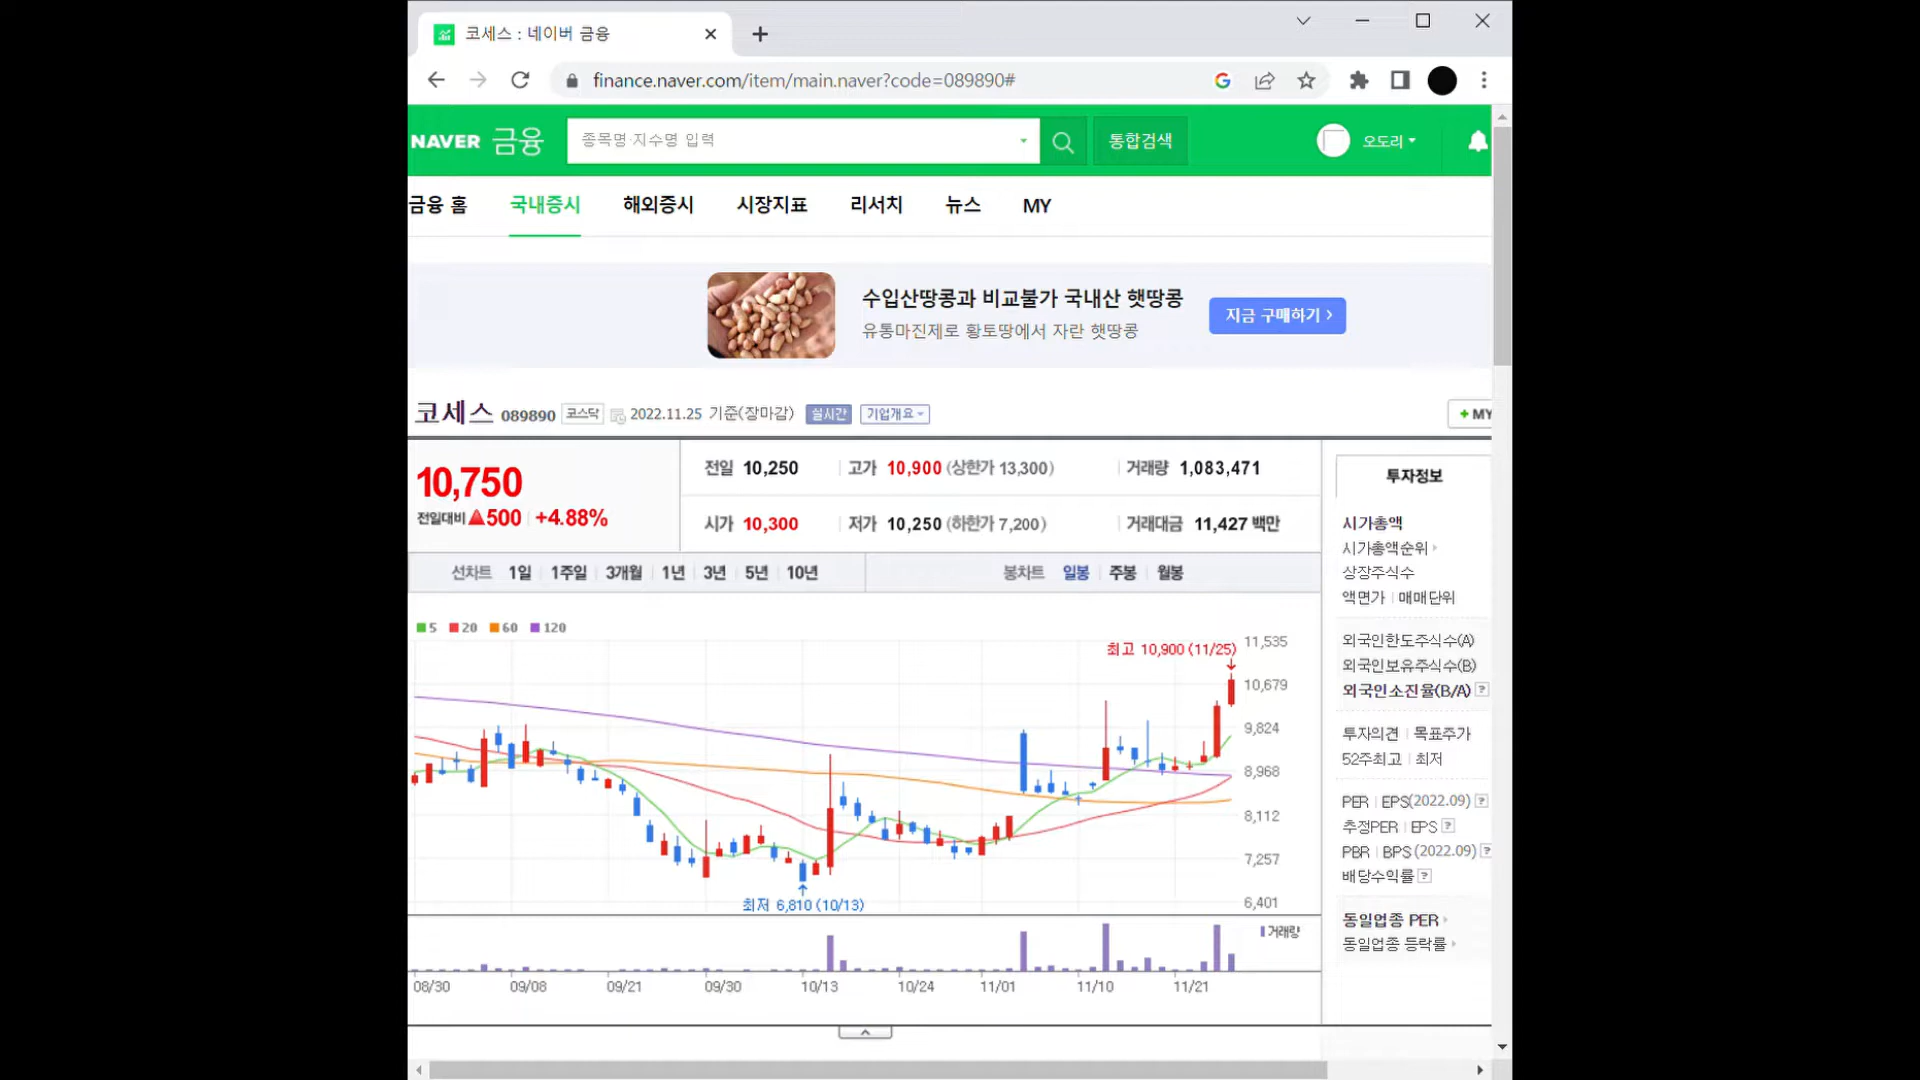 코세스 : 네이버 금융
finance.naver.com/item/main.naver?code=089890#
NAVER 금융
종목명·지수명 입력
통합검색
오도리
금융 홈 국내증시 해외증시 시장지표 리서치 뉴스 MY
수입산땅콩과 비교불가 국내산 햇땅콩
유통마진제로 황토땅에서 자란 햇땅콩
지금 구매하기 ›
코세스 089890 코스닥 2022.11.25 기준(장마감) 실시간 기업개요
+ MY
10,750
전일대비 ▲500 +4.88%
전일 10,250 고가 10,900 (상한가 13,300) 거래량 1,083,471
시가 10,300 저가 10,250 (하한가 7,200) 거래대금 11,427 백만
선차트 1일 1주일 3개월 1년 3년 5년 10년 봉차트 일봉 주봉 월봉
5 20 60 120
최고 10,900 (11/25)
최저 6,810 (10/13)
11,535
10,679
9,824
8,968
8,112
7,257
6,401
거래량
08/30 09/08 09/21 09/30 10/13 10/24 11/01 11/10 11/21
투자정보
시가총액
시가총액순위
상장주식수
액면가 | 매매단위
외국인한도주식수(A)
외국인보유주식수(B)
외국인소진율(B/A) ?
투자의견 | 목표주가
52주최고 | 최저
PER | EPS(2022.09) ?
추정PER | EPS ?
PBR | BPS(2022.09) ?
배당수익률 ?
동일업종 PER
동일업종 등락률